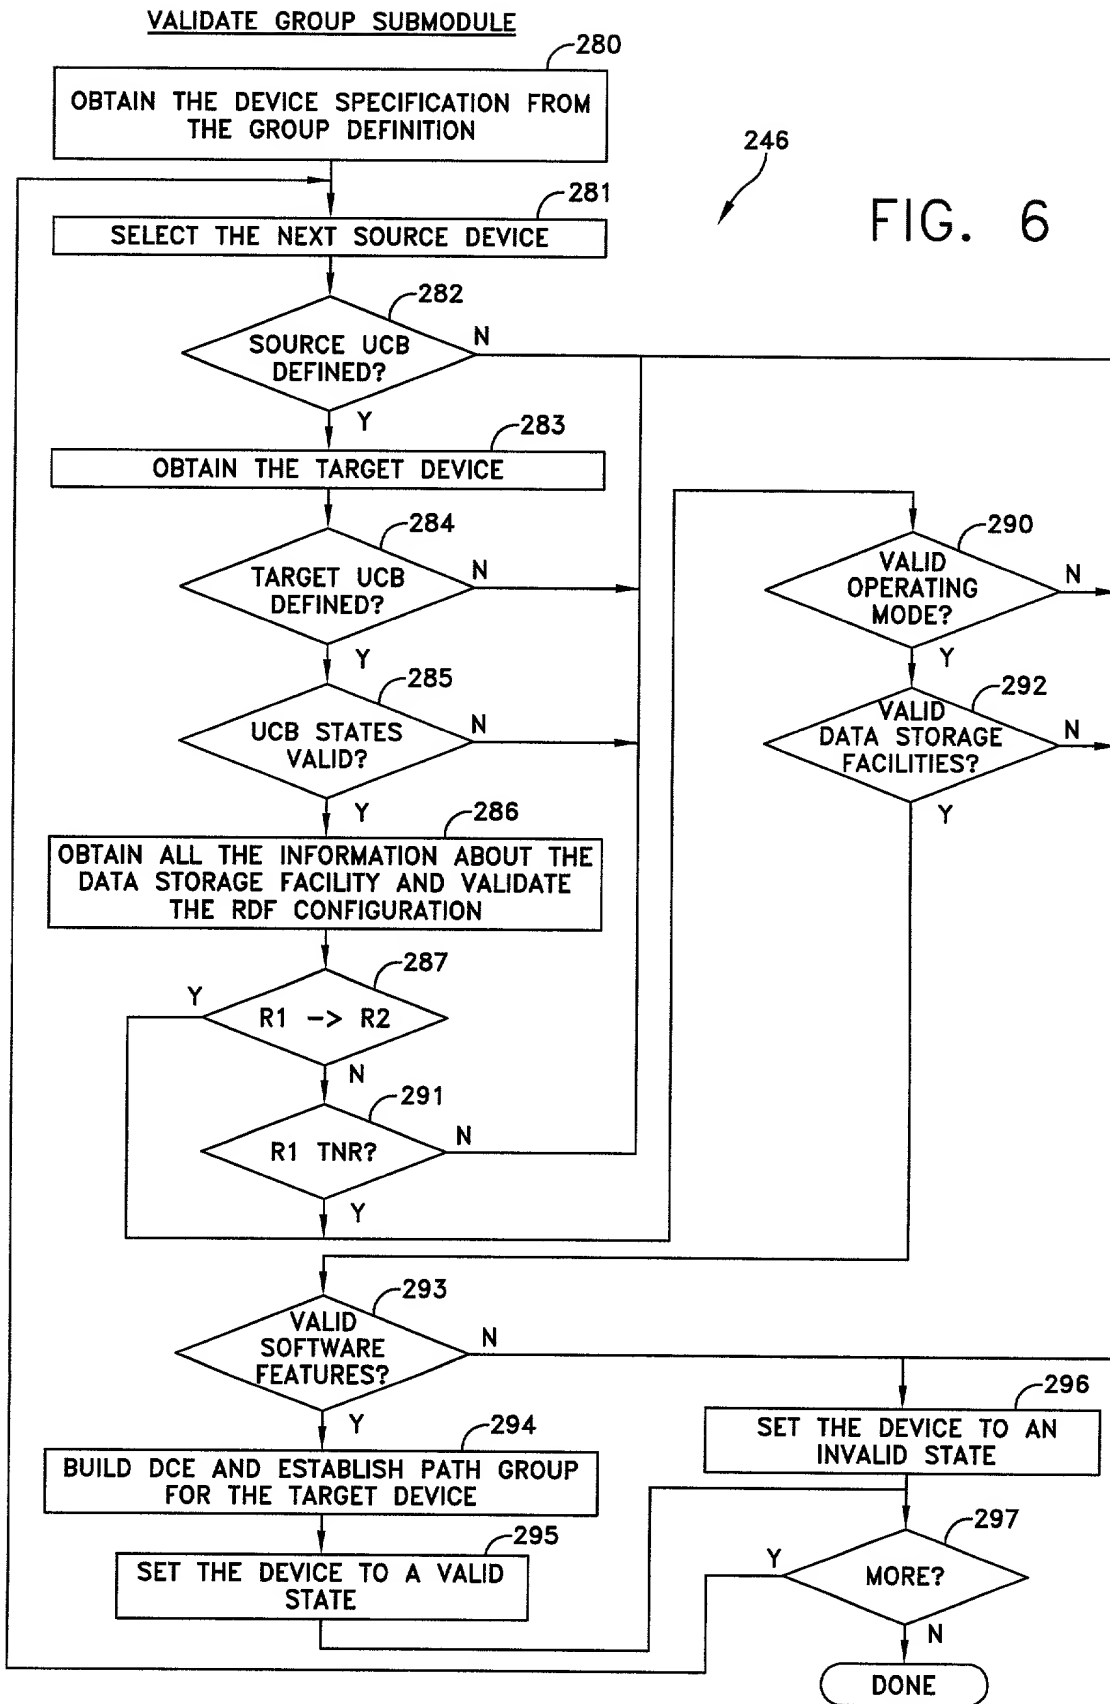 VALIDATE GROUP SUBMODULE
280
OBTAIN THE DEVICE SPECIFICATION FROM
THE GROUP DEFINITION
246
FIG. 6
281
SELECT THE NEXT SOURCE DEVICE
282
SOURCE UCB
DEFINED?
N
Y
283
OBTAIN THE TARGET DEVICE
284
TARGET UCB
DEFINED?
N
Y
285
UCB STATES
VALID?
N
Y
286
OBTAIN ALL THE INFORMATION ABOUT THE
DATA STORAGE FACILITY AND VALIDATE
THE RDF CONFIGURATION
287
Y
R1 -> R2
N
291
R1 TNR?
N
Y
290
VALID
OPERATING
MODE?
N
Y
292
VALID
DATA STORAGE
FACILITIES?
N
Y
293
VALID
SOFTWARE
FEATURES?
N
Y
294
BUILD DCE AND ESTABLISH PATH GROUP
FOR THE TARGET DEVICE
295
SET THE DEVICE TO A VALID
STATE
296
SET THE DEVICE TO AN
INVALID STATE
297
Y
MORE?
N
DONE